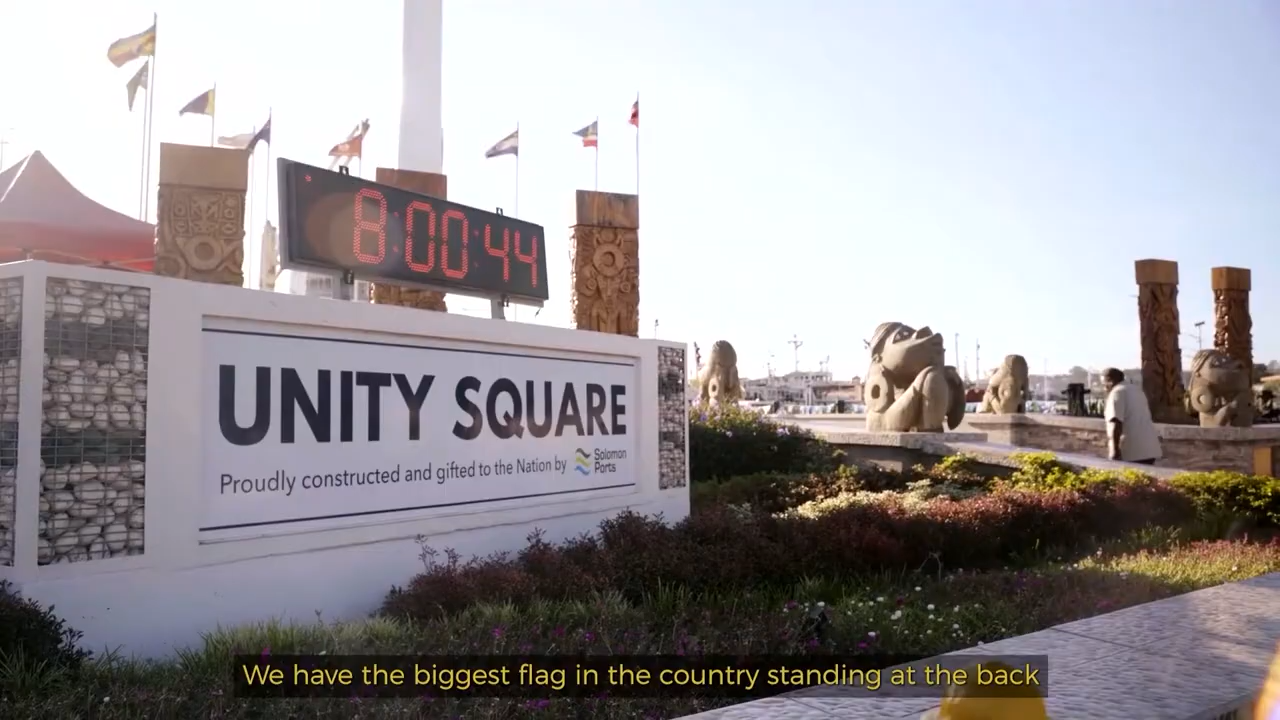 8:00:44
UNITY SQUARE
Proudly constructed and gifted to the Nation by
Solomon
Ports
We have the biggest flag in the country standing at the back